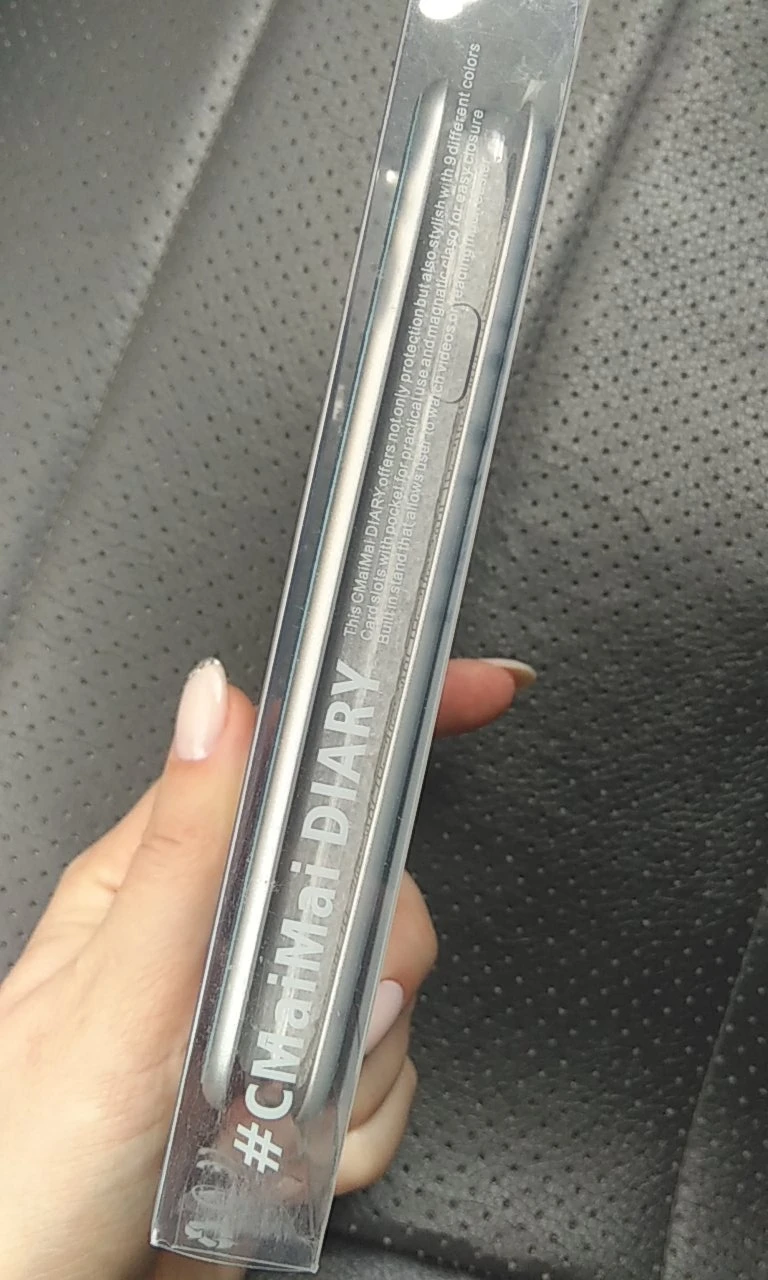 #CMaiMai DIARY
This CMaiMai DIARY offers not only protection but also stylish with 9 different colors
Card slots with pocket for practical use and magnetic clasp for easy closure
Built-in stand that allows user to watch videos or reading